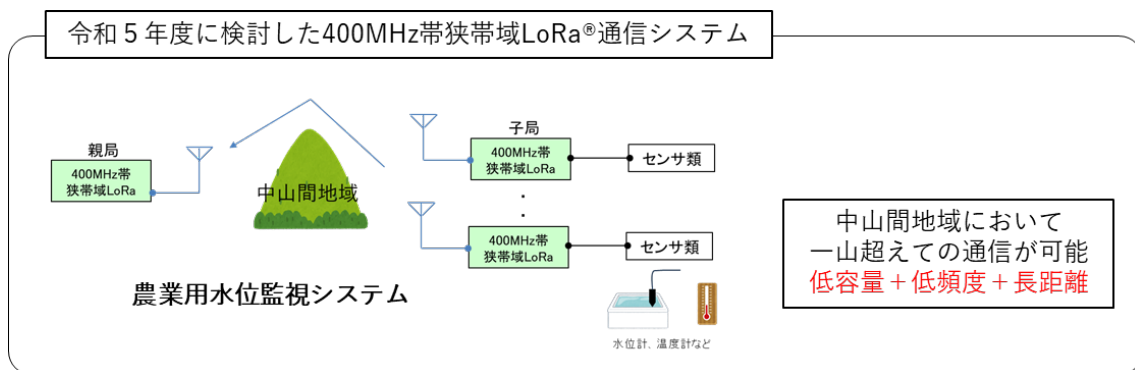 令和５年度に検討した400MHz帯狭帯域LoRa®通信システム
親局
400MHz帯
狭帯域LoRa
中山間地域
子局
400MHz帯
狭帯域LoRa
センサ類
・
・
400MHz帯
狭帯域LoRa
センサ類
農業用水位監視システム
水位計、温度計など
中山間地域において
一山超えての通信が可能
低容量＋低頻度＋長距離